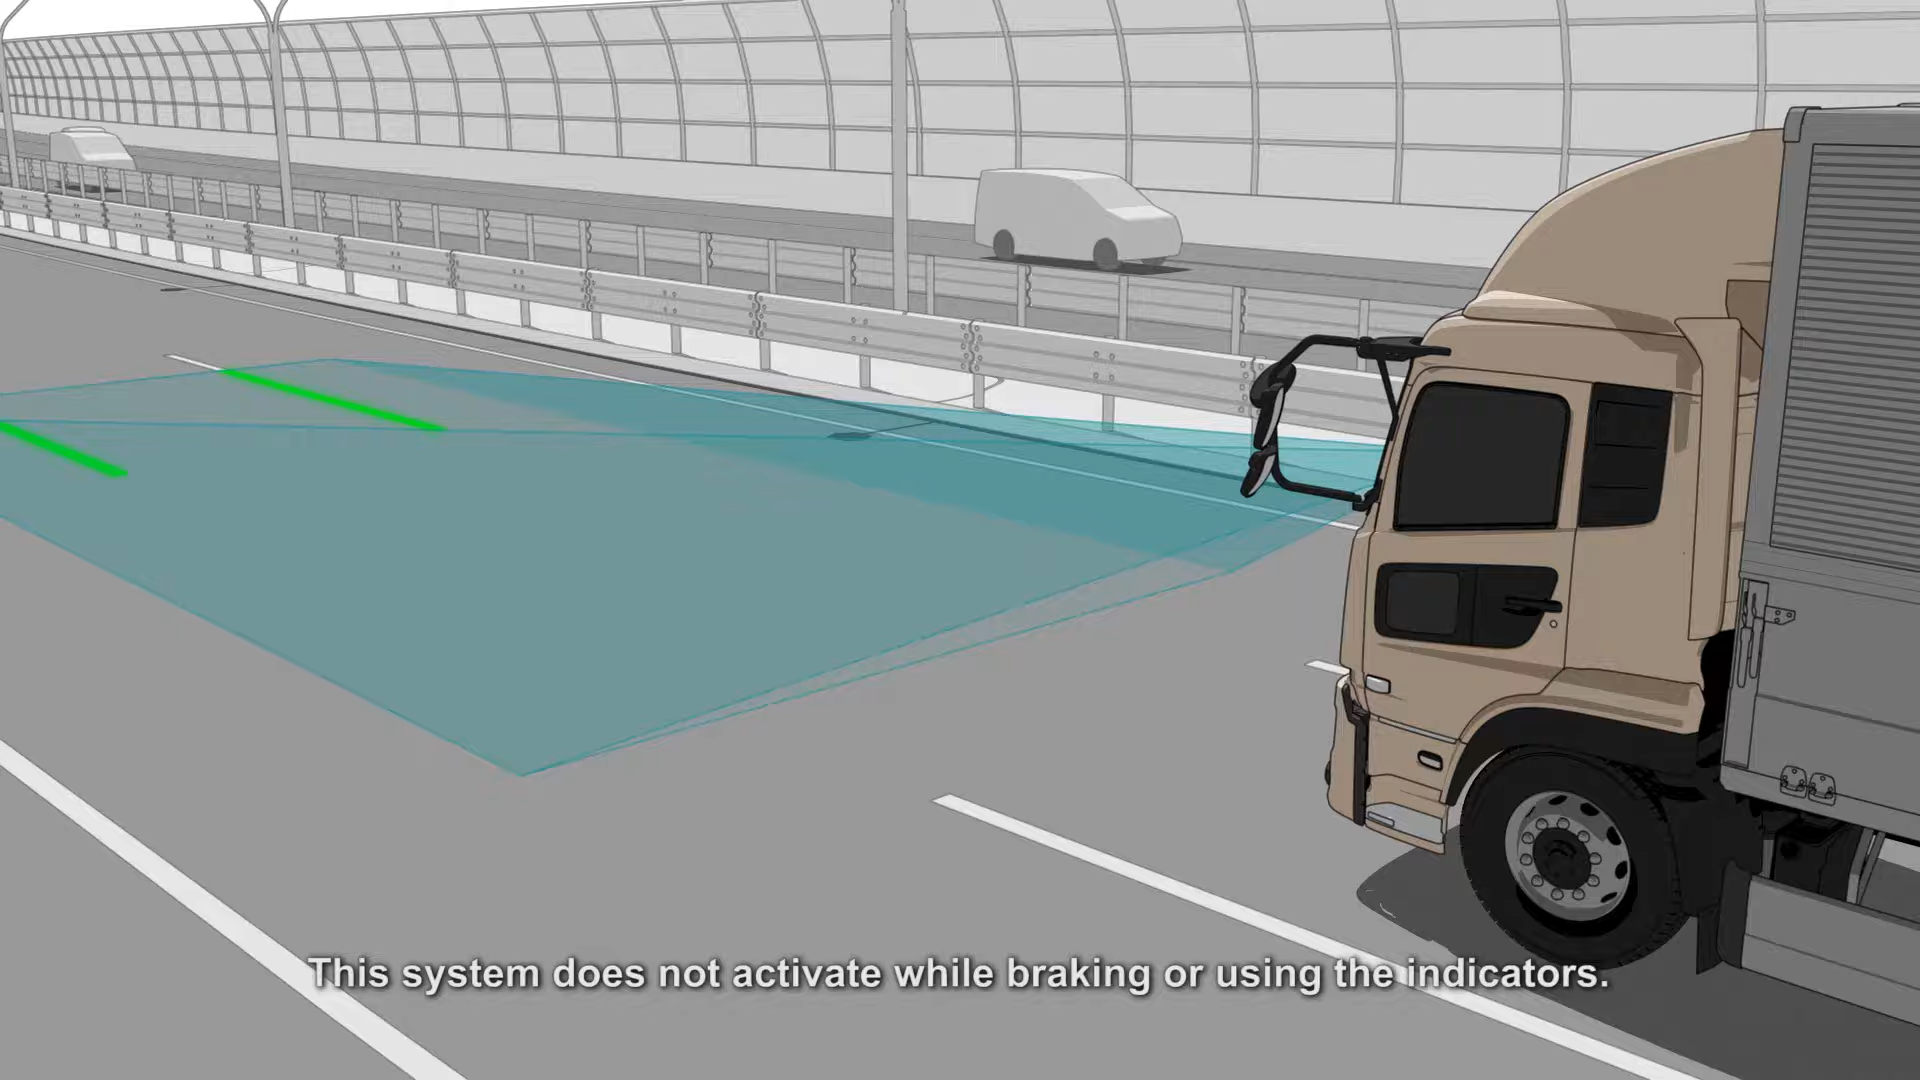 This system does not activate while braking or using the indicators.